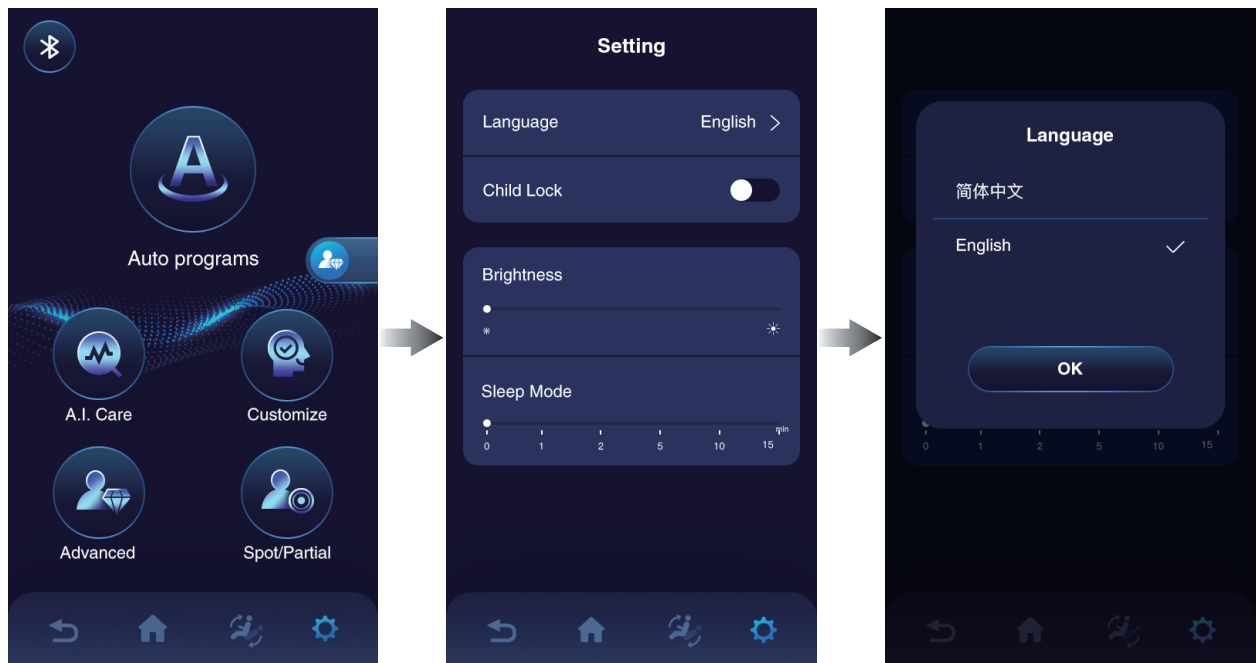 A
Auto programs
A.I. Care
Customize
Advanced
Spot/Partial
Setting
Language English
Child Lock
Brightness
Sleep Mode
min
0 1 2 5 10 15
Language
简体中文
English
OK
0 1 2 5 10 15